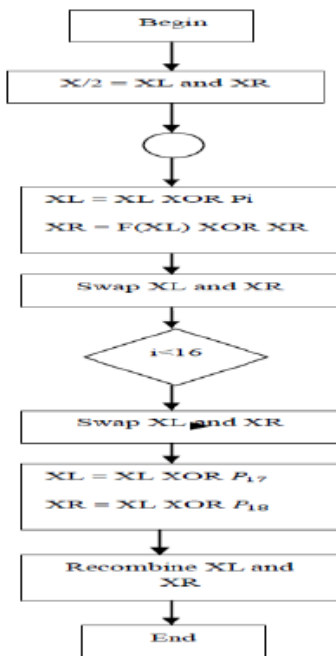 Begin
X/2 = XL and XR
XL = XL XOR Pi
XR = F(XL) XOR XR
Swap XL and XR
i<16
Swap XL and XR
XL = XL XOR P₁₇
XR = XL XOR P₁₈
Recombine XL and
XR
End